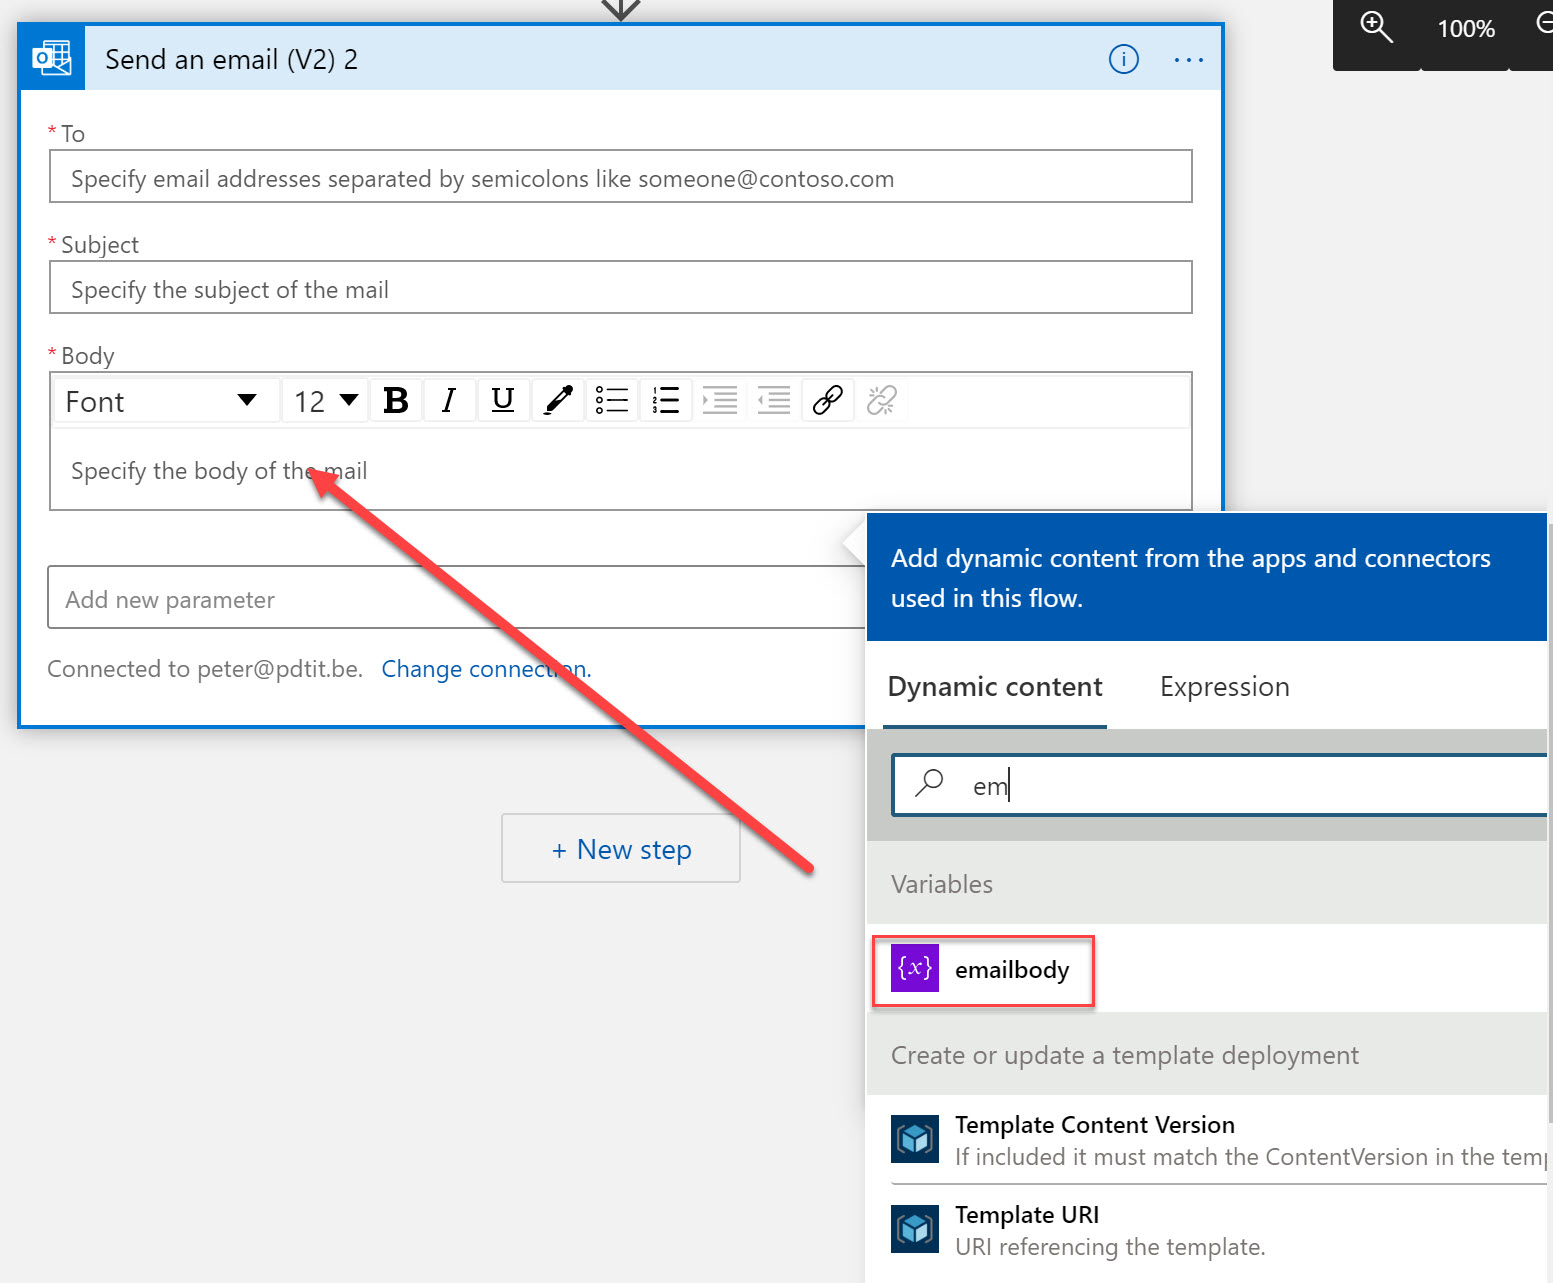 Send an email (V2) 2
100%
* To
Specify email addresses separated by semicolons like someone@contoso.com
* Subject
Specify the subject of the mail
* Body
Font 12 B I U
Specify the body of the mail
Add dynamic content from the apps and connectors
used in this flow.
Add new parameter
Connected to peter@pdtit.be. Change connection.
Dynamic content Expression
em
+ New step
Variables
{x} emailbody
Create or update a template deployment
Template Content Version
If included it must match the ContentVersion in the
Template URI
URI referencing the template.